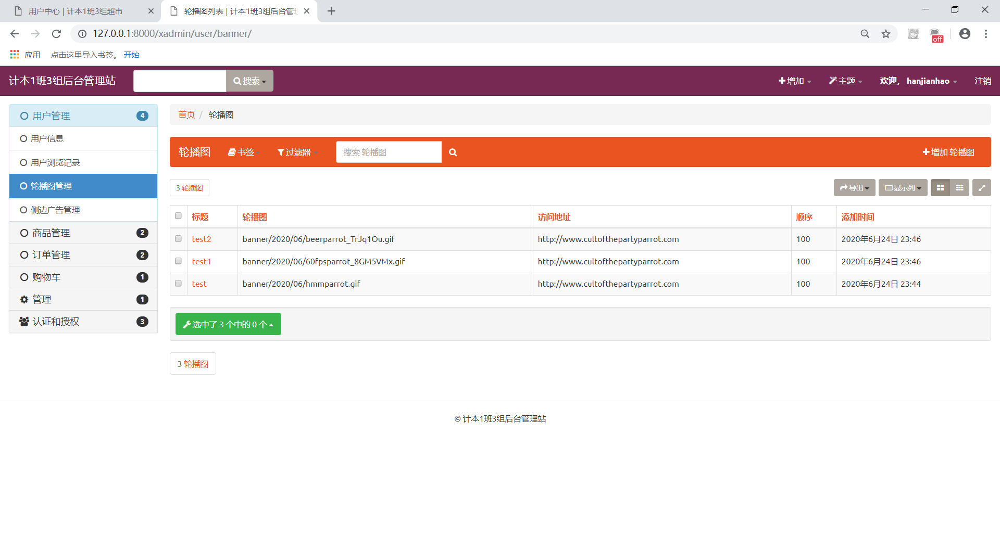 用户中心 | 计本1班3组超市
轮播图列表 | 计本1班3组后台管
127.0.0.1:8000/xadmin/user/banner/
off
应用 点击这里导入书签。 开始
计本1班3组后台管理站 搜索 增加 主题 欢迎, hanjianhao 注销
用户管理 4
用户信息
用户浏览记录
轮播图管理
侧边广告管理
商品管理 2
订单管理 2
购物车 1
管理 1
认证和授权 3
首页 / 轮播图
轮播图 书签 过滤器 搜索 轮播图 增加 轮播图
3 轮播图 导出 显示列
标题 轮播图 访问地址 顺序 添加时间
test2 banner/2020/06/beerparrot_TrJq1Ou.gif http://www.cultofthepartyparrot.com 100 2020年6月24日 23:46
test1 banner/2020/06/60fpsparrot_8GM5VMx.gif http://www.cultofthepartyparrot.com 100 2020年6月24日 23:46
test banner/2020/06/hmmparrot.gif http://www.cultofthepartyparrot.com 100 2020年6月24日 23:44
选中了 3 个中的 0 个
3 轮播图
© 计本1班3组后台管理站